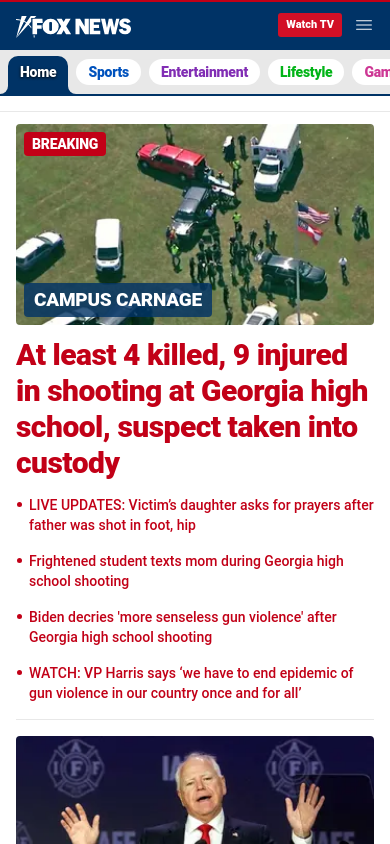 FOX NEWS
Watch TV
Home
Sports
Entertainment
Lifestyle
Gam
BREAKING
CAMPUS CARNAGE
At least 4 killed, 9 injured
in shooting at Georgia high
school, suspect taken into
custody
LIVE UPDATES: Victim's daughter asks for prayers after
father was shot in foot, hip
Frightened student texts mom during Georgia high
school shooting
Biden decries 'more senseless gun violence' after
Georgia high school shooting
WATCH: VP Harris says ‘we have to end epidemic of
gun violence in our country once and for all’